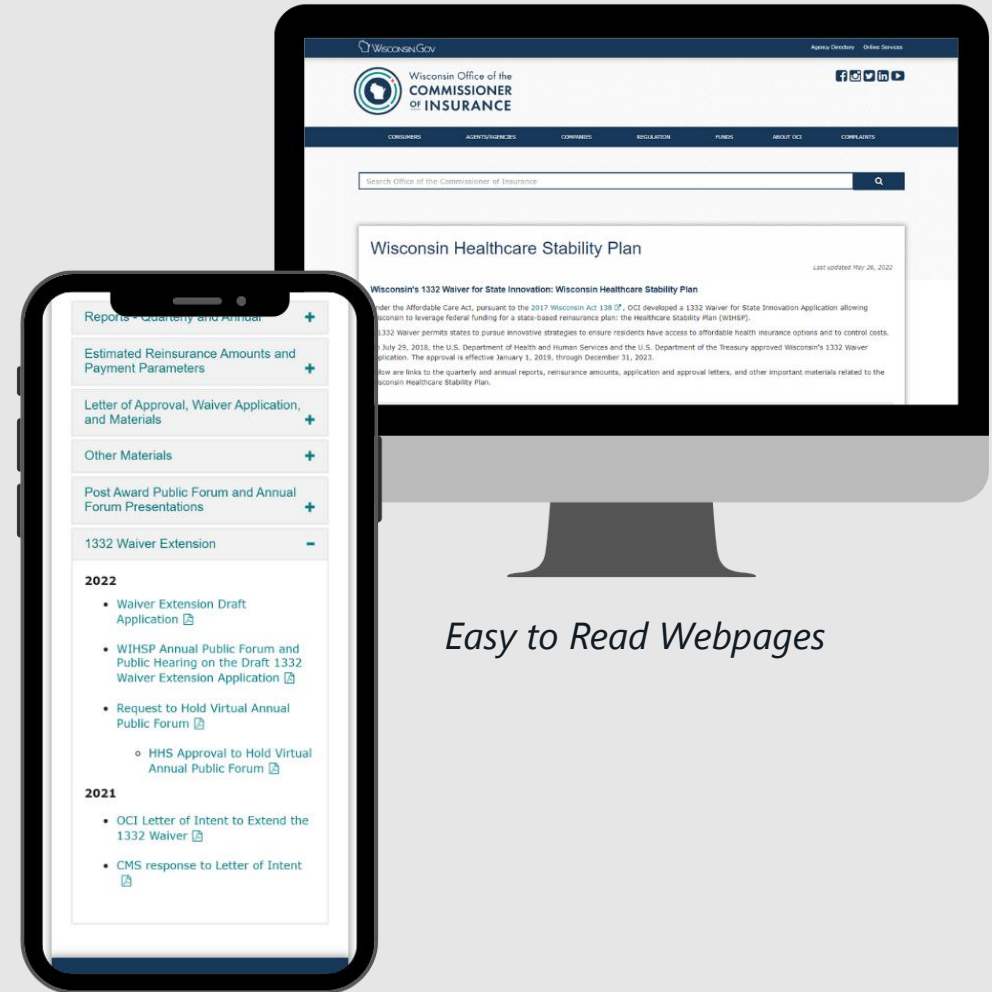 WISCONSIN.GOV
Agency Directory Online Services
Wisconsin Office of the
COMMISSIONER
OF INSURANCE
CONSUMERS AGENTS/AGENCIES COMPANIES REGULATION FUNDS ABOUT OCI COMPLAINTS
Search Office of the Commissioner of Insurance
Wisconsin Healthcare Stability Plan
Last updated May 26, 2022
Wisconsin's 1332 Waiver for State Innovation: Wisconsin Healthcare Stability Plan
the Affordable Care Act, pursuant to the 2017 Wisconsin Act 138, OCI developed a 1332 Waiver for State Innovation Application allowing
to leverage federal funding for a state-based reinsurance plan: the Healthcare Stability Plan (WIHSP).
1332 Waiver permits states to pursue innovative strategies to ensure residents have access to affordable health insurance options and to control costs.
July 29, 2018, the U.S. Department of Health and Human Services and the U.S. Department of the Treasury approved Wisconsin's 1332 Waiver
The approval is effective January 1, 2019, through December 31, 2023.
are links to the quarterly and annual reports, reinsurance amounts, application and approval letters, and other important materials related to the
Healthcare Stability Plan.
Reports - Quarterly and Annual +
Estimated Reinsurance Amounts and
Payment Parameters +
Letter of Approval, Waiver Application,
and Materials +
Other Materials +
Post Award Public Forum and Annual
Forum Presentations +
1332 Waiver Extension -
2022
• Waiver Extension Draft
Application
• WIHSP Annual Public Forum and
Public Hearing on the Draft 1332
Waiver Extension Application
• Request to Hold Virtual Annual
Public Forum
○ HHS Approval to Hold Virtual
Annual Public Forum
2021
• OCI Letter of Intent to Extend the
1332 Waiver
• CMS response to Letter of Intent
Easy to Read Webpages